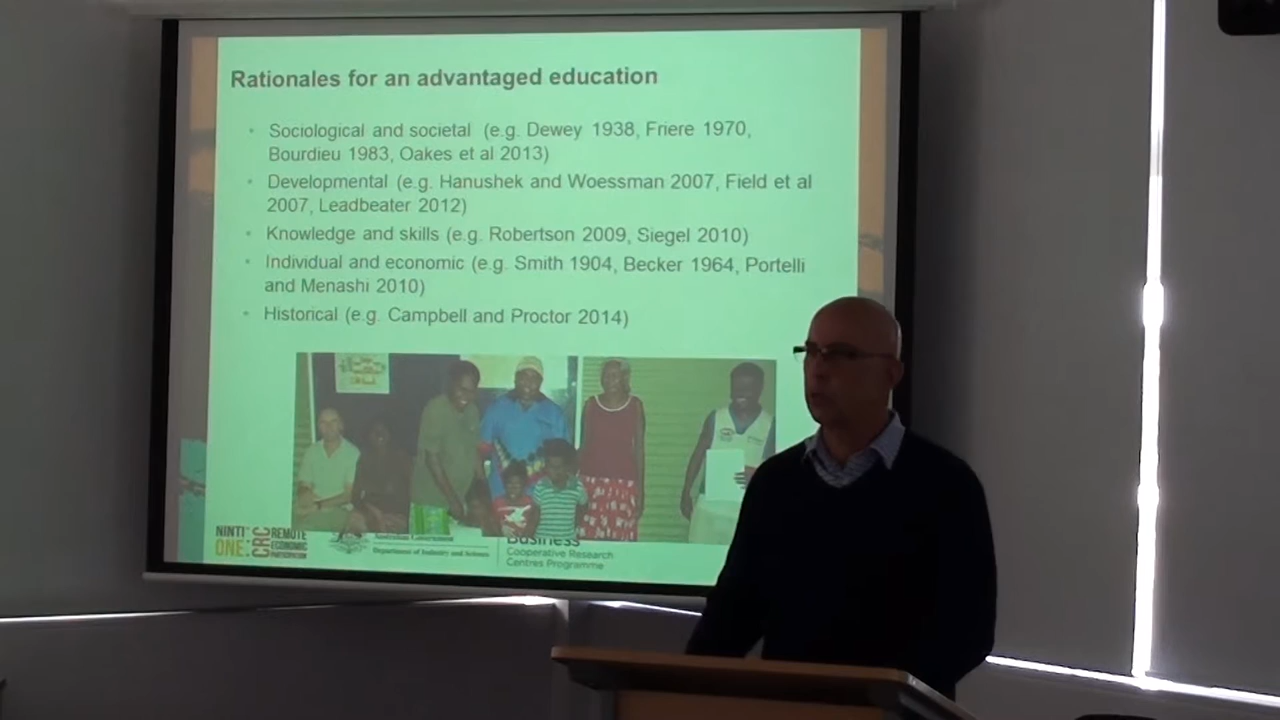 Rationales for an advantaged education
• Sociological and societal (e.g. Dewey 1938, Friere 1970,
Bourdieu 1983, Oakes et al 2013)
• Developmental (e.g. Hanushek and Woessman 2007, Field et al
2007, Leadbeater 2012)
• Knowledge and skills (e.g. Robertson 2009, Siegel 2010)
• Individual and economic (e.g. Smith 1904, Becker 1964, Portelli
and Menashi 2010)
• Historical (e.g. Campbell and Proctor 2014)
NINTI
ONE:
CRC
REMOTE
ECONOMIC
PARTICIPATION
Australian Government
Department of Industry and Science
Business
Cooperative Research
Centres Programme